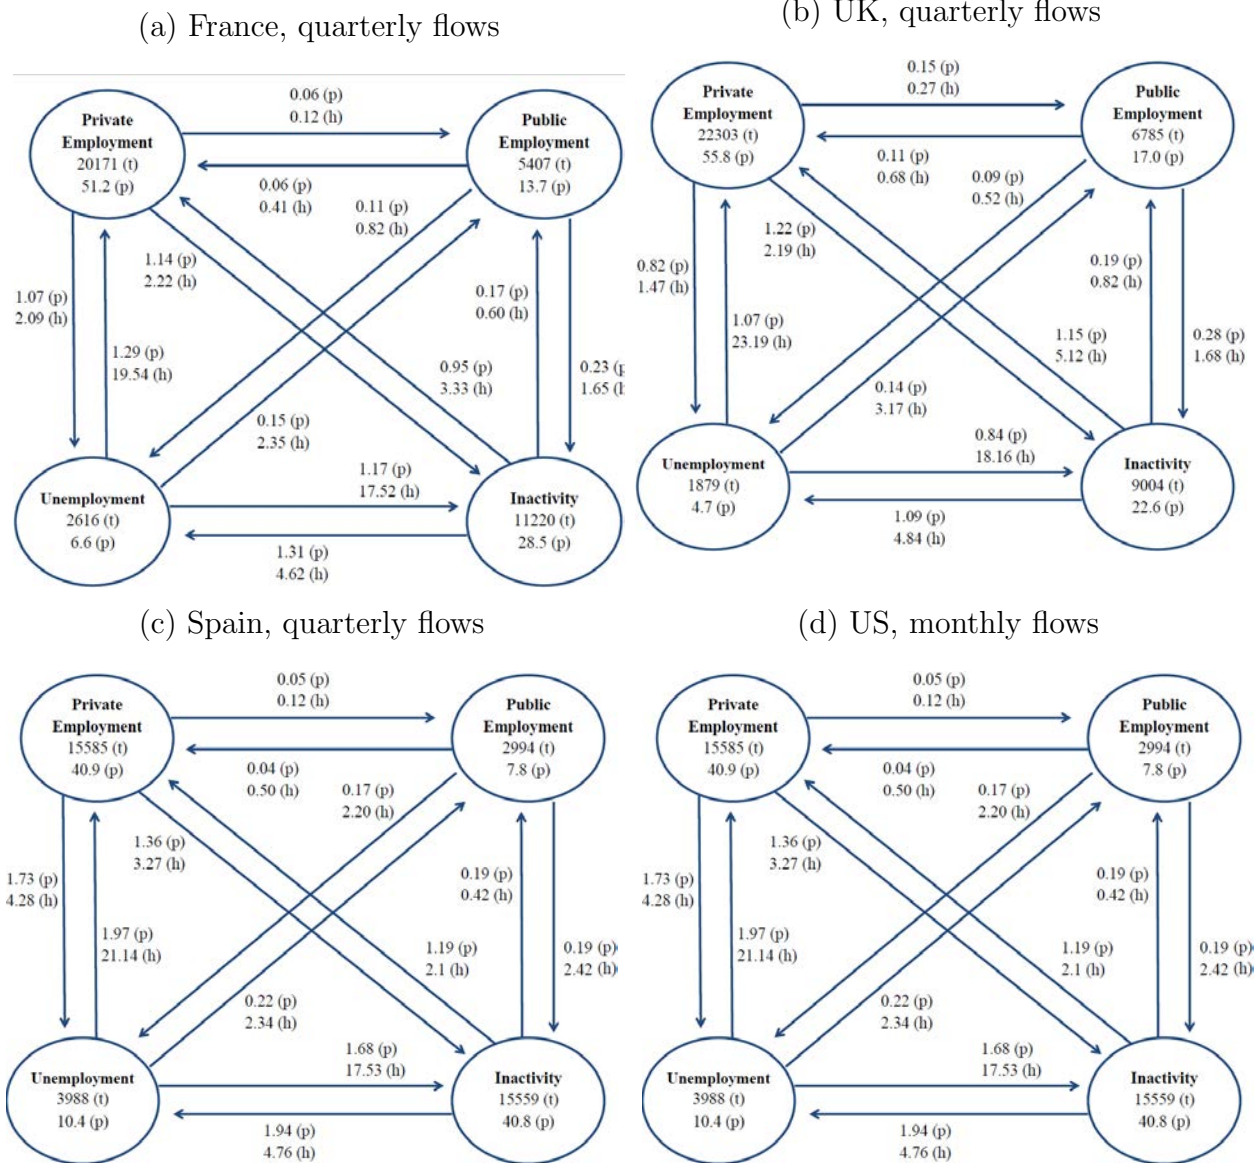 (a) France, quarterly flows
Private
Employment
20171 (t)
51.2 (p)
0.06 (p)
0.12 (h)
Public
Employment
5407 (t)
13.7 (p)
0.06 (p)
0.41 (h)
0.11 (p)
0.82 (h)
1.14 (p)
2.22 (h)
1.07 (p)
2.09 (h)
0.17 (p)
0.60 (h)
1.29 (p)
19.54 (h)
0.95 (p)
3.33 (h)
0.23 (p
1.65 (h
0.15 (p)
2.35 (h)
Unemployment
2616 (t)
6.6 (p)
1.17 (p)
17.52 (h)
Inactivity
11220 (t)
28.5 (p)
1.31 (p)
4.62 (h)
(b) UK, quarterly flows
Private
Employment
22303 (t)
55.8 (p)
0.15 (p)
0.27 (h)
Public
Employment
6785 (t)
17.0 (p)
0.11 (p)
0.68 (h)
0.09 (p)
0.52 (h)
1.22 (p)
2.19 (h)
0.82 (p)
1.47 (h)
0.19 (p)
0.82 (h)
1.07 (p)
23.19 (h)
1.15 (p)
5.12 (h)
0.28 (p)
1.68 (h)
0.14 (p)
3.17 (h)
Unemployment
1879 (t)
4.7 (p)
0.84 (p)
18.16 (h)
Inactivity
9004 (t)
22.6 (p)
1.09 (p)
4.84 (h)
(c) Spain, quarterly flows
Private
Employment
15585 (t)
40.9 (p)
0.05 (p)
0.12 (h)
Public
Employment
2994 (t)
7.8 (p)
0.04 (p)
0.50 (h)
0.17 (p)
2.20 (h)
1.36 (p)
3.27 (h)
1.73 (p)
4.28 (h)
0.19 (p)
0.42 (h)
1.97 (p)
21.14 (h)
1.19 (p)
2.1 (h)
0.19 (p)
2.42 (h)
0.22 (p)
2.34 (h)
Unemployment
3988 (t)
10.4 (p)
1.68 (p)
17.53 (h)
Inactivity
15559 (t)
40.8 (p)
1.94 (p)
4.76 (h)
(d) US, monthly flows
Private
Employment
15585 (t)
40.9 (p)
0.05 (p)
0.12 (h)
Public
Employment
2994 (t)
7.8 (p)
0.04 (p)
0.50 (h)
0.17 (p)
2.20 (h)
1.36 (p)
3.27 (h)
1.73 (p)
4.28 (h)
0.19 (p)
0.42 (h)
1.97 (p)
21.14 (h)
1.19 (p)
2.1 (h)
0.19 (p)
2.42 (h)
0.22 (p)
2.34 (h)
Unemployment
3988 (t)
10.4 (p)
1.68 (p)
17.53 (h)
Inactivity
15559 (t)
40.8 (p)
1.94 (p)
4.76 (h)